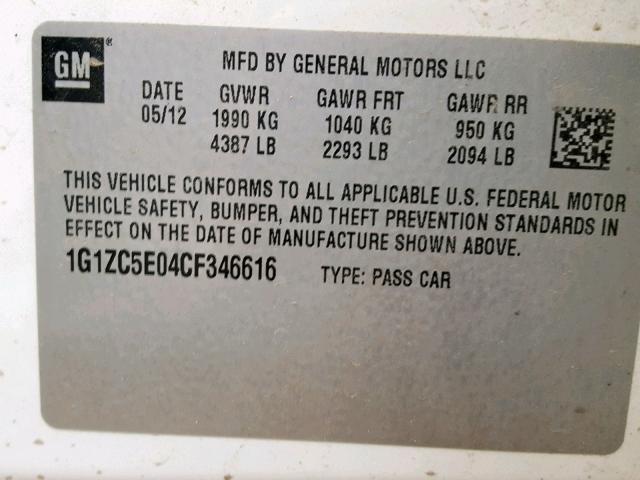 GM ®
MFD BY GENERAL MOTORS LLC
DATE GVWR GAWR FRT GAWR RR
05/12 1990 KG 1040 KG 950 KG
4387 LB 2293 LB 2094 LB
THIS VEHICLE CONFORMS TO ALL APPLICABLE U.S. FEDERAL MOTOR
VEHICLE SAFETY, BUMPER, AND THEFT PREVENTION STANDARDS IN
EFFECT ON THE DATE OF MANUFACTURE SHOWN ABOVE.
1G1ZC5E04CF346616 TYPE: PASS CAR